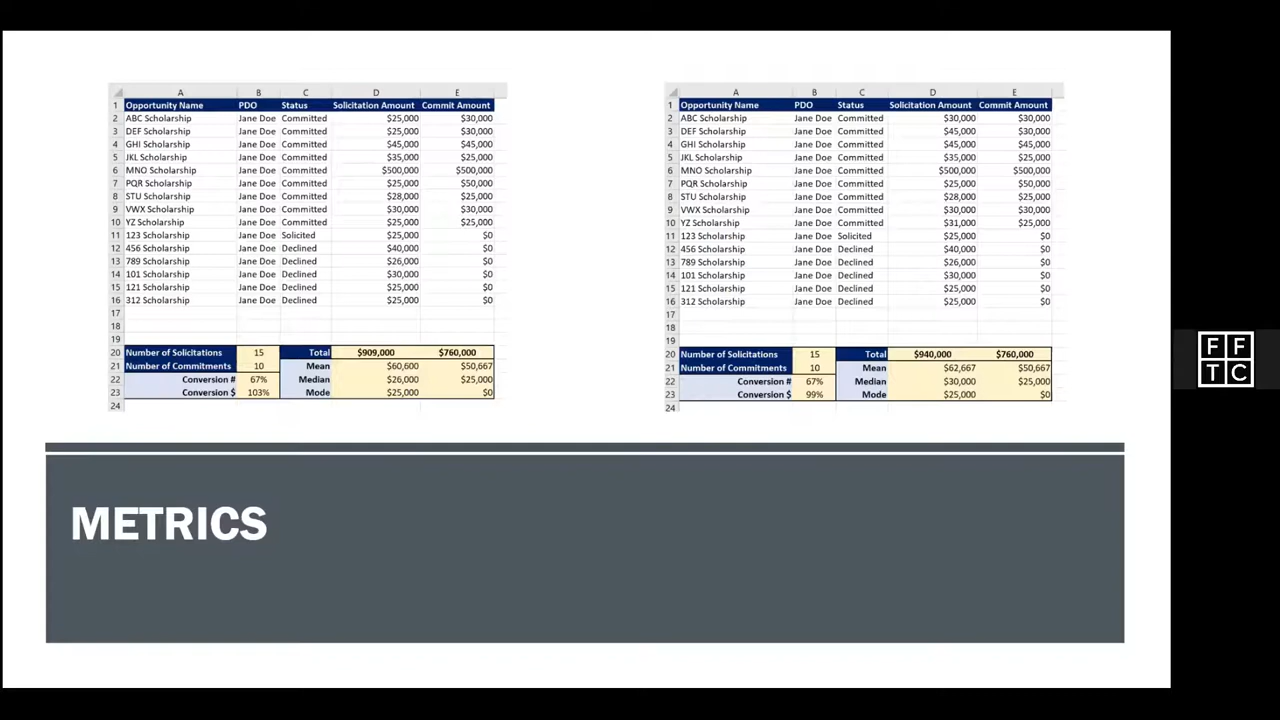 A B C D E
1 Opportunity Name PDO Status Solicitation Amount Commit Amount
2 ABC Scholarship Jane Doe Committed $25,000 $30,000
3 DEF Scholarship Jane Doe Committed $25,000 $30,000
4 GHI Scholarship Jane Doe Committed $45,000 $45,000
5 JKL Scholarship Jane Doe Committed $35,000 $25,000
6 MNO Scholarship Jane Doe Committed $500,000 $500,000
7 PQR Scholarship Jane Doe Committed $25,000 $50,000
8 STU Scholarship Jane Doe Committed $28,000 $25,000
9 VWX Scholarship Jane Doe Committed $30,000 $30,000
10 YZ Scholarship Jane Doe Committed $25,000 $25,000
11 123 Scholarship Jane Doe Solicited $25,000 $0
12 456 Scholarship Jane Doe Declined $40,000 $0
13 789 Scholarship Jane Doe Declined $26,000 $0
14 101 Scholarship Jane Doe Declined $30,000 $0
15 121 Scholarship Jane Doe Declined $25,000 $0
16 312 Scholarship Jane Doe Declined $25,000 $0
17
18
19
20 Number of Solicitations 15 Total $909,000 $760,000
21 Number of Commitments 10 Mean $60,600 $50,667
22 Conversion # 67% Median $26,000 $25,000
23 Conversion $ 103% Mode $25,000 $0
24
A B C D E
1 Opportunity Name PDO Status Solicitation Amount Commit Amount
2 ABC Scholarship Jane Doe Committed $30,000 $30,000
3 DEF Scholarship Jane Doe Committed $45,000 $30,000
4 GHI Scholarship Jane Doe Committed $45,000 $45,000
5 JKL Scholarship Jane Doe Committed $35,000 $25,000
6 MNO Scholarship Jane Doe Committed $500,000 $500,000
7 PQR Scholarship Jane Doe Committed $25,000 $50,000
8 STU Scholarship Jane Doe Committed $28,000 $25,000
9 VWX Scholarship Jane Doe Committed $30,000 $30,000
10 YZ Scholarship Jane Doe Committed $31,000 $25,000
11 123 Scholarship Jane Doe Solicited $25,000 $0
12 456 Scholarship Jane Doe Declined $40,000 $0
13 789 Scholarship Jane Doe Declined $26,000 $0
14 101 Scholarship Jane Doe Declined $30,000 $0
15 121 Scholarship Jane Doe Declined $25,000 $0
16 312 Scholarship Jane Doe Declined $25,000 $0
17
18
19
20 Number of Solicitations 15 Total $940,000 $760,000
21 Number of Commitments 10 Mean $62,667 $50,667
22 Conversion # 67% Median $30,000 $25,000
23 Conversion $ 99% Mode $25,000 $0
24
METRICS
F F
T C